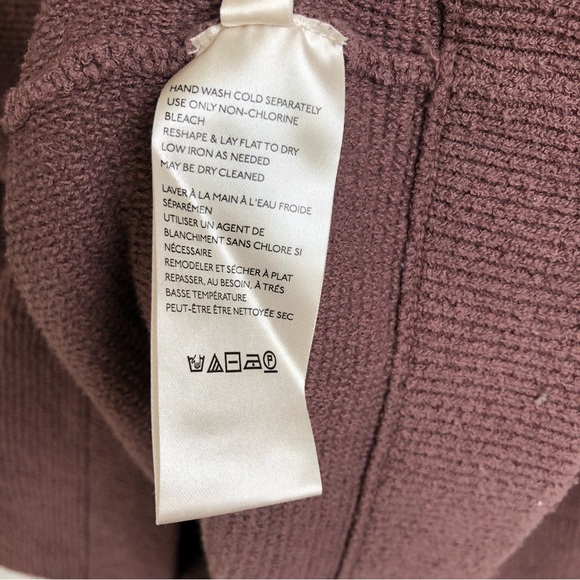 HAND WASH COLD SEPARATELY
USE ONLY NON-CHLORINE
BLEACH
RESHAPE & LAY FLAT TO DRY
LOW IRON AS NEEDED
MAY BE DRY CLEANED
LAVER À LA MAIN À L'EAU FROIDE
SÉPARÉMEN
UTILISER UN AGENT DE
BLANCHIMENT SANS CHLORE SI
NÉCESSAIRE
REMODELER ET SÉCHER À PLAT
REPASSER, AU BESOIN, À TRÉS
BASSE TEMPÉRATURE
PEUT-ÊTRE ÊTRE NETTOYÉE SEC
P